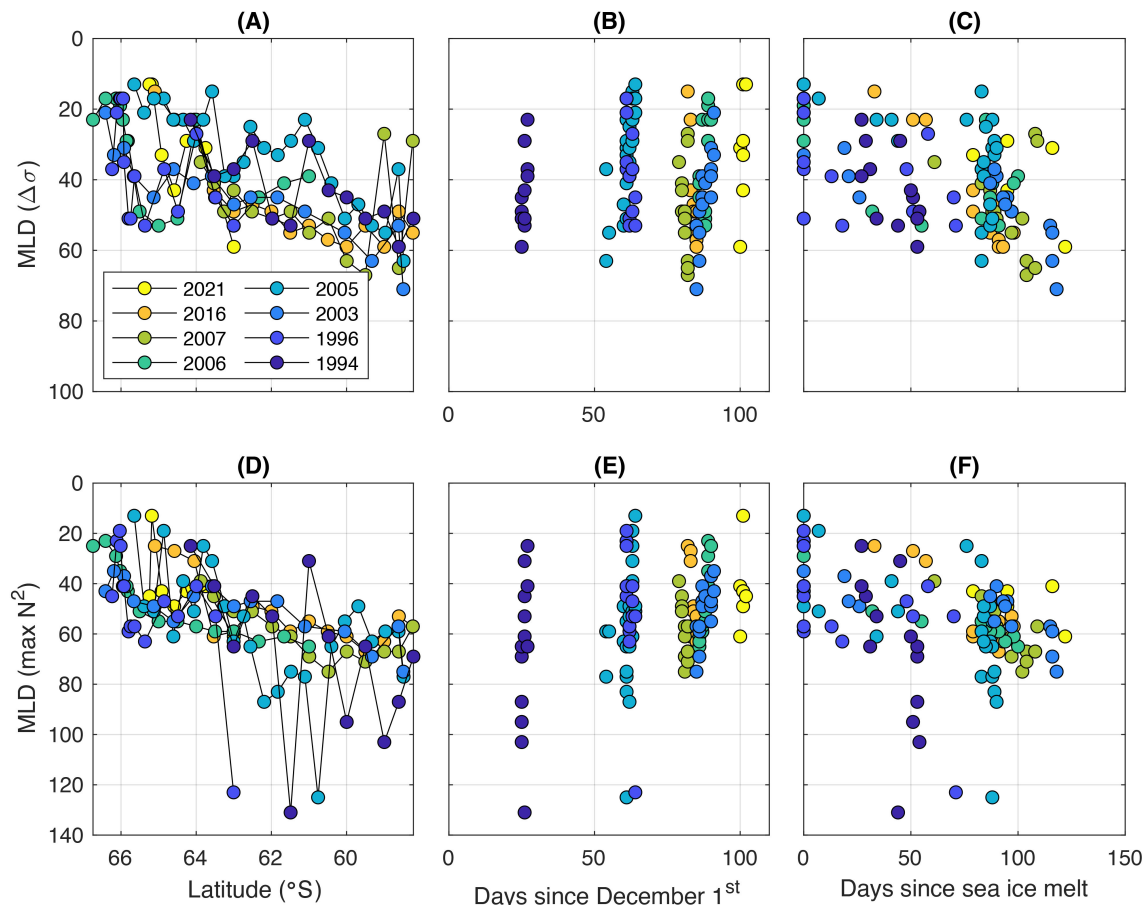 (A) (B) (C)
0
20
40
60
80
100
MLD (Δσ)
2021 2005
2016 2003
2007 1996
2006 1994
0 50 100
(D) (E) (F)
0
20
40
60
80
100
120
140
MLD (max N²)
66 64 62 60
0 50 100
0 50 100 150
Latitude (°S)
Days since December 1ˢᵗ
Days since sea ice melt